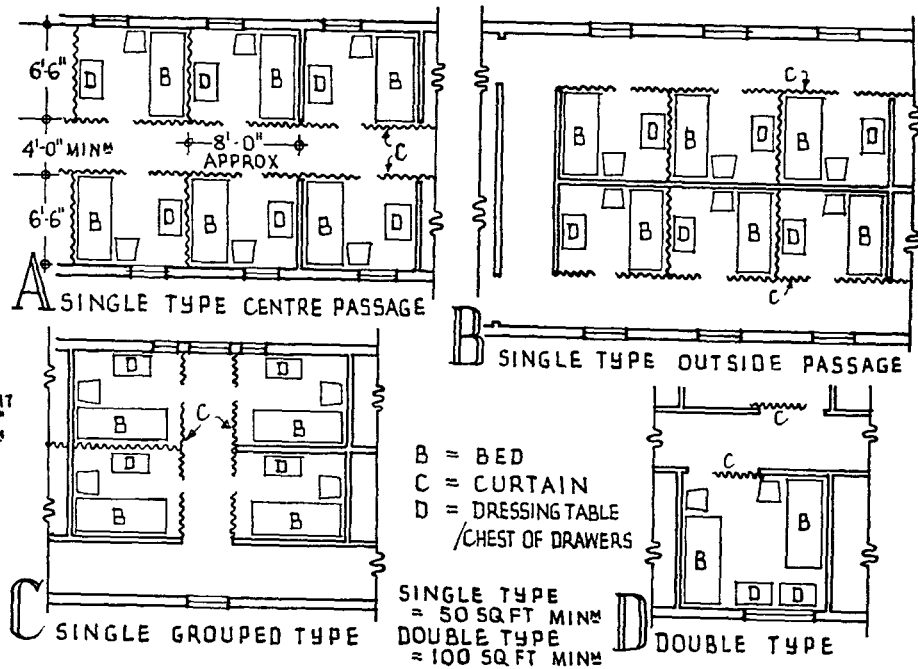 6'-6"
D B D B D B
4'-0" MINM
8'-0"
APPROX
C
6'-6"
B D B D B D
A SINGLE TYPE CENTRE PASSAGE
C
B D B D B D
D B D B D B
C
B SINGLE TYPE OUTSIDE PASSAGE
D D
C
B B
D D
B B
C SINGLE GROUPED TYPE
B = BED
C = CURTAIN
D = DRESSING TABLE
/CHEST OF DRAWERS
SINGLE TYPE
= 50 SQ FT MINM
DOUBLE TYPE
= 100 SQ FT MINM
C
C
B
B
D D
D DOUBLE TYPE